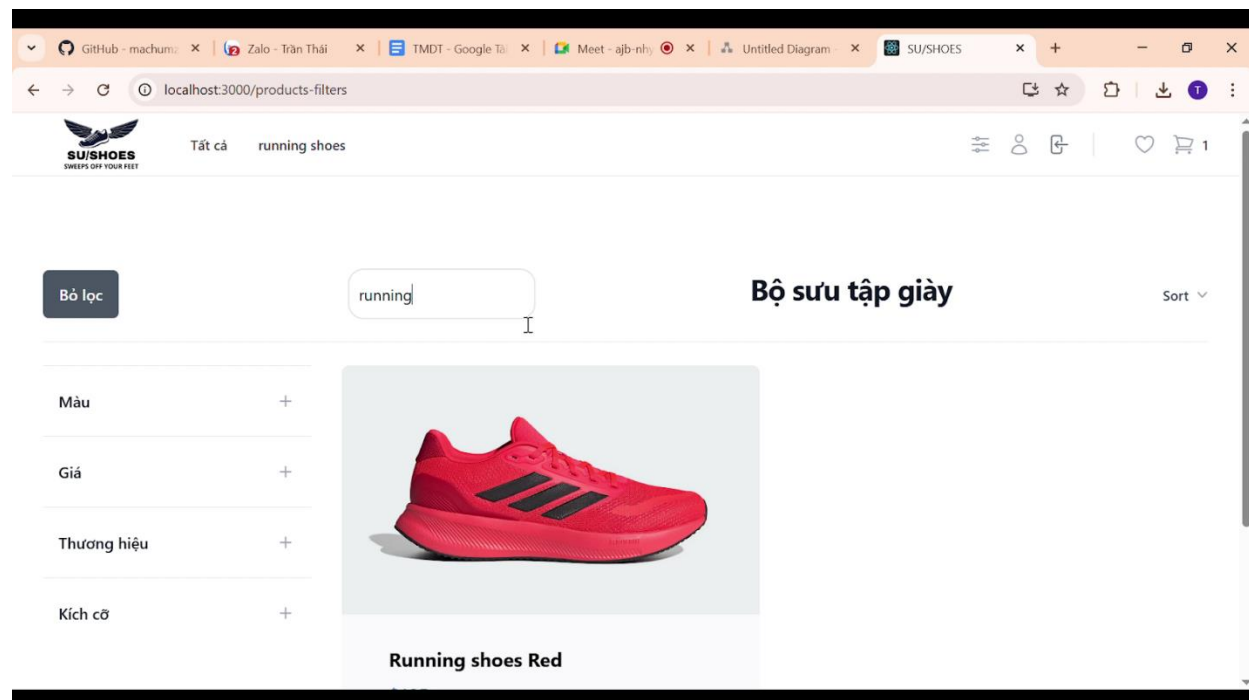 GitHub - machum
Zalo - Trần Thái
TMDT - Google Tài
Meet - ajb-nhy
Untitled Diagram -
SU/SHOES
localhost:3000/products-filters
T
SU/SHOES
SWEEPS OFF YOUR FEET
Tất cả
running shoes
1
Bỏ lọc
running
Bộ sưu tập giày
Sort
Màu
Giá
Thương hiệu
Kích cỡ
Running shoes Red